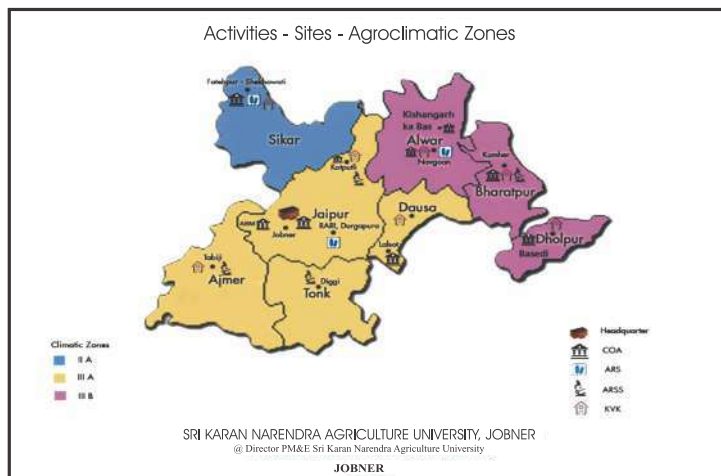 Activities - Sites - Agroclimatic Zones
Fatehpur - Shekhawati
Sikar
Kishangarh
ka Bas
Alwar
Navgaon
Kumher
Bharatpur
Kotputli
Jaipur
RARI, Durgapura
Jobner
Dausa
Lalsot
Dholpur
Basedi
Tabiji
Ajmer
Diggi
Tonk
Climatic Zones
II A
III A
III B
Headquarter
COA
ARS
ARSS
KVK
SRI KARAN NARENDRA AGRICULTURE UNIVERSITY, JOBNER
@ Director PM&E Sri Karan Narendra Agriculture University
JOBNER